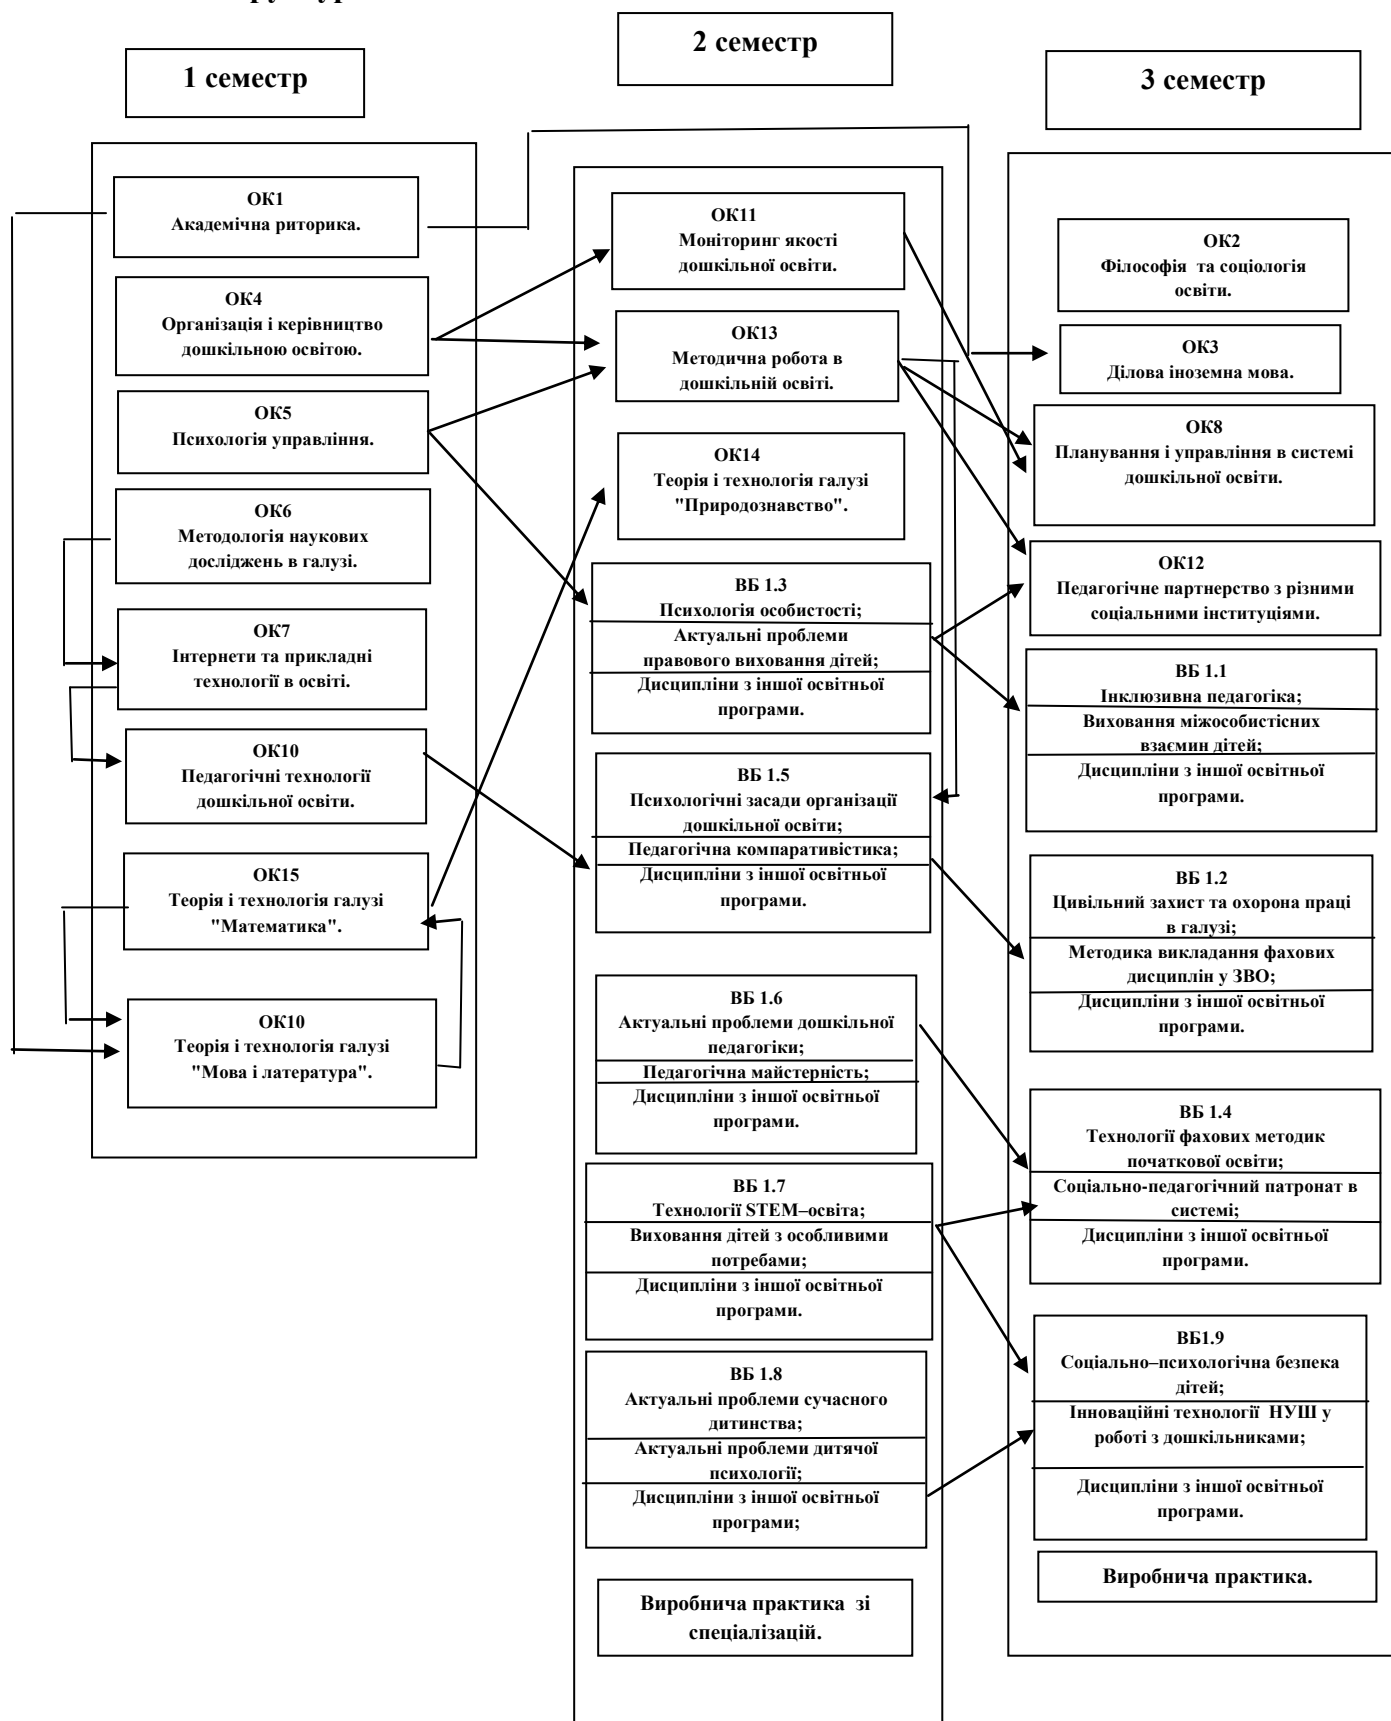 1 семестр
ОК1
Академічна риторика.
ОК4
Організація і керівництво
дошкільною освітою.
ОК5
Психологія управління.
ОК6
Методологія наукових
досліджень в галузі.
ОК7
Інтернети та прикладні
технології в освіті.
ОК10
Педагогічні технології
дошкільної освіти.
ОК15
Теорія і технологія галузі
"Математика".
ОК10
Теорія і технологія галузі
"Мова і латература".
2 семестр
ОК11
Моніторинг якості
дошкільної освіти.
ОК13
Методична робота в
дошкільній освіті.
ОК14
Теорія і технологія галузі
"Природознавство".
ВБ 1.3
Психологія особистості;
Актуальні проблеми
правового виховання дітей;
Дисципліни з іншої освітньої
програми.
ВБ 1.5
Психологічні засади організації
дошкільної освіти;
Педагогічна компаративістика;
Дисципліни з іншої освітньої
програми.
ВБ 1.6
Актуальні проблеми дошкільної
педагогіки;
Педагогічна майстерність;
Дисципліни з іншої освітньої
програми.
ВБ 1.7
Технології STEM–освіта;
Виховання дітей з особливими
потребами;
Дисципліни з іншої освітньої
програми.
ВБ 1.8
Актуальні проблеми сучасного
дитинства;
Актуальні проблеми дитячої
психології;
Дисципліни з іншої освітньої
програми;
Виробнича практика зі
спеціалізацій.
3 семестр
ОК2
Філософія та соціологія
освіти.
ОК3
Ділова іноземна мова.
ОК8
Планування і управління в системі
дошкільної освіти.
ОК12
Педагогічне партнерство з різними
соціальними інституціями.
ВБ 1.1
Інклюзивна педагогіка;
Виховання міжособистісних
взаємин дітей;
Дисципліни з іншої освітньої
програми.
ВБ 1.2
Цивільний захист та охорона праці
в галузі;
Методика викладання фахових
дисциплін у ЗВО;
Дисципліни з іншої освітньої
програми.
ВБ 1.4
Технології фахових методик
початкової освіти;
Соціально-педагогічний патронат в
системі;
Дисципліни з іншої освітньої
програми.
ВБ1.9
Соціально–психологічна безпека
дітей;
Інноваційні технології НУШ у
роботі з дошкільниками;
Дисципліни з іншої освітньої
програми.
Виробнича практика.